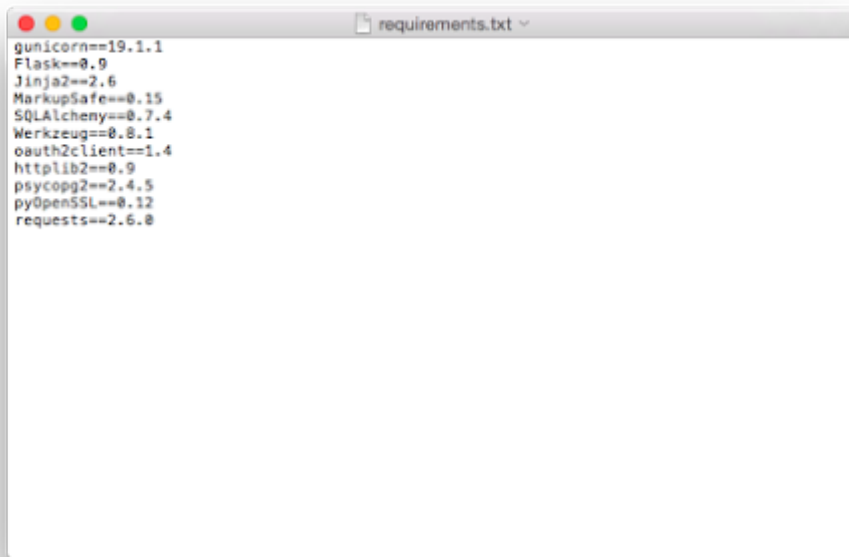 requirements.txt
gunicorn==19.1.1
Flask==0.9
Jinja2==2.6
MarkupSafe==0.15
SQLAlchemy==0.7.4
Werkzeug==0.8.1
oauth2client==1.4
httplib2==0.9
psycopg2==2.4.5
pyOpenSSL==0.12
requests==2.6.0